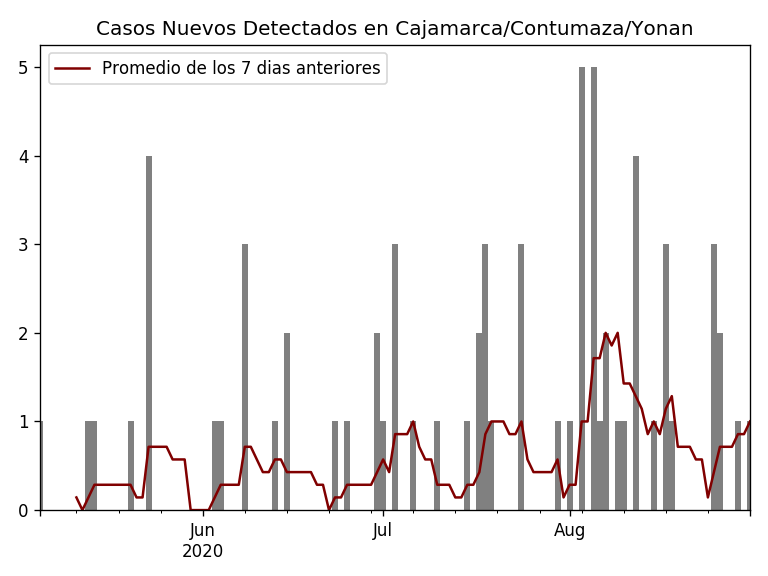 Casos Nuevos Detectados en Cajamarca/Contumaza/Yonan
Promedio de los 7 dias anteriores
5
4
3
2
1
0
Jun
2020
Jul
Aug